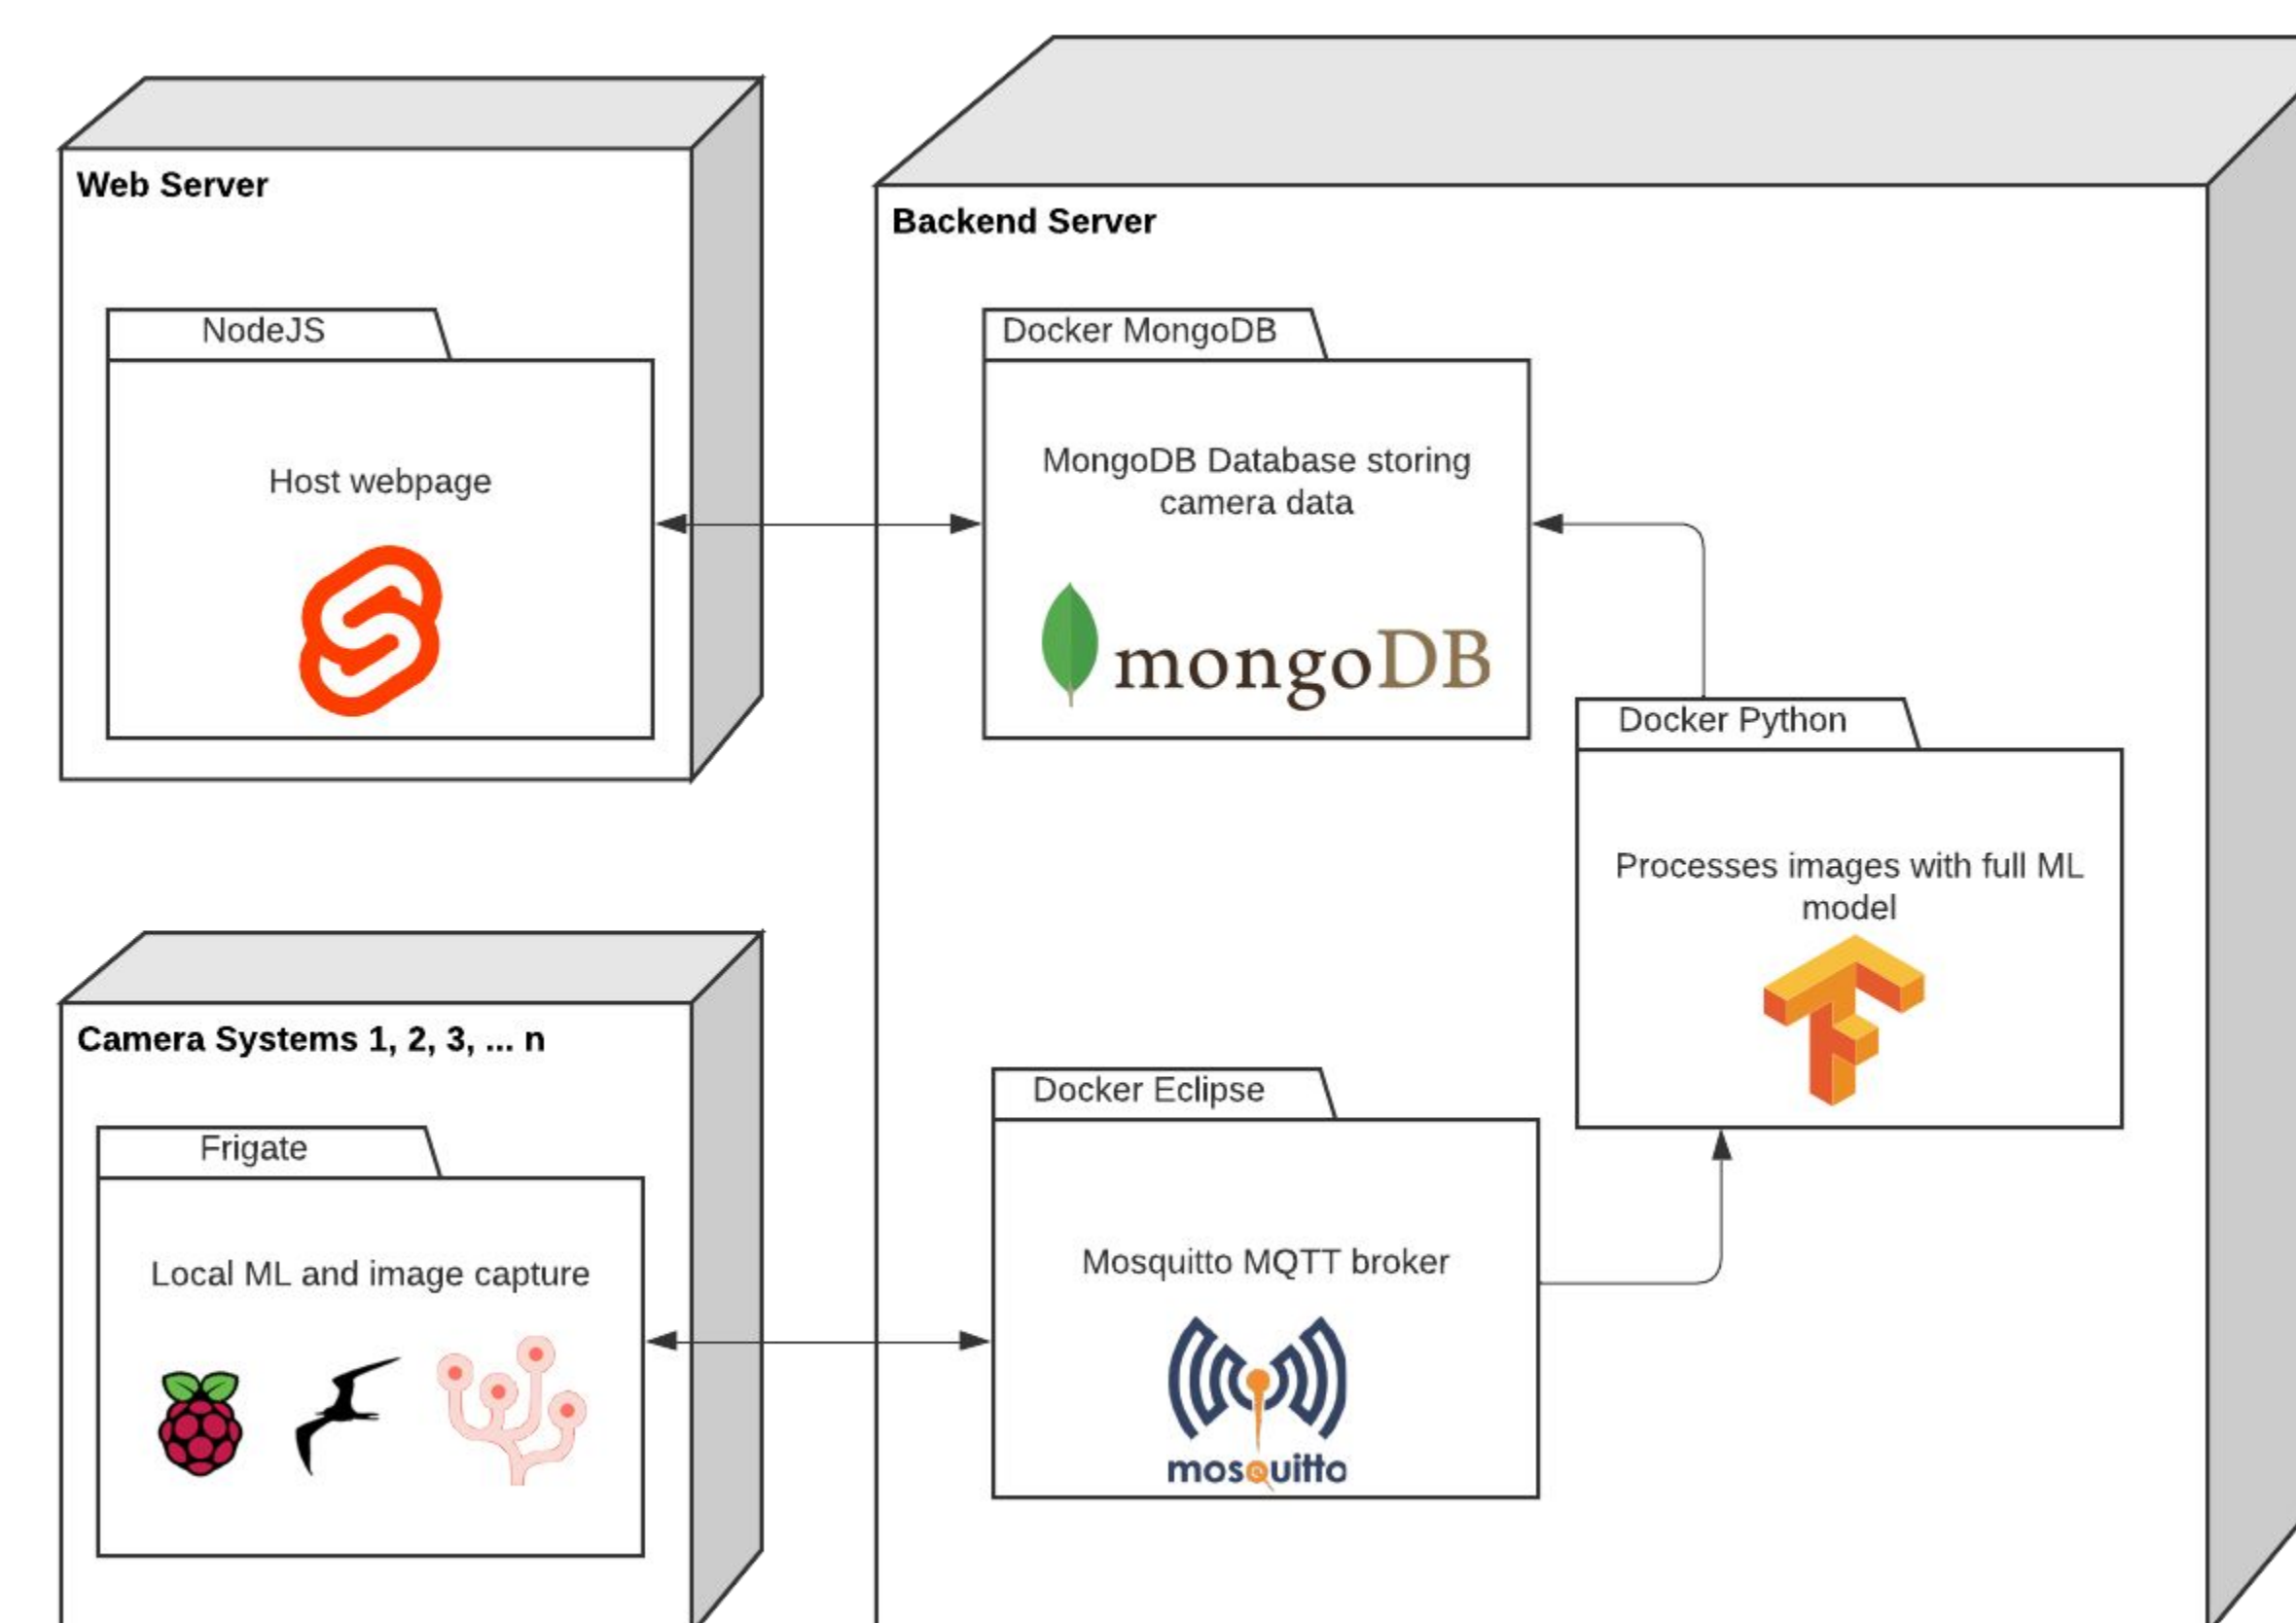 Web Server
NodeJS
Host webpage
Backend Server
Docker MongoDB
MongoDB Database storing
camera data
mongoDB
Docker Python
Processes images with full ML
model
Camera Systems 1, 2, 3, ... n
Frigate
Local ML and image capture
Docker Eclipse
Mosquitto MQTT broker
mosquitto